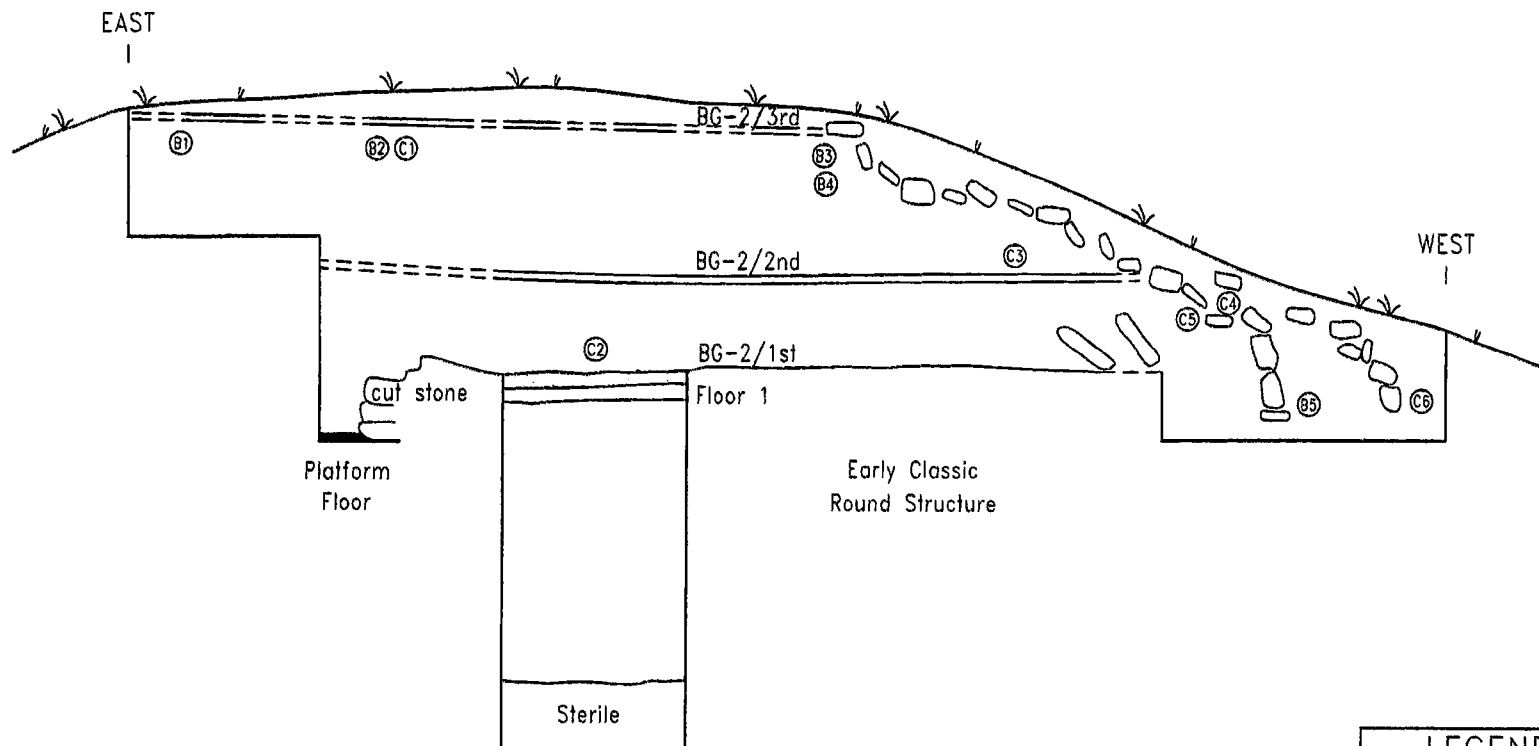 EAST
BG-2/3rd
B1
B2 C1
B3
B4
WEST
BG-2/2nd
C3
C4
C5
C2
BG-2/1st
cut stone
Floor 1
B5
C6
Platform
Floor
Early Classic
Round Structure
Sterile
LEGEND